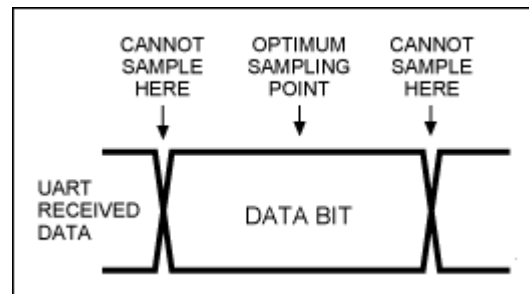 CANNOT
SAMPLE
HERE
OPTIMUM
SAMPLING
POINT
CANNOT
SAMPLE
HERE
UART
RECEIVED
DATA
DATA BIT